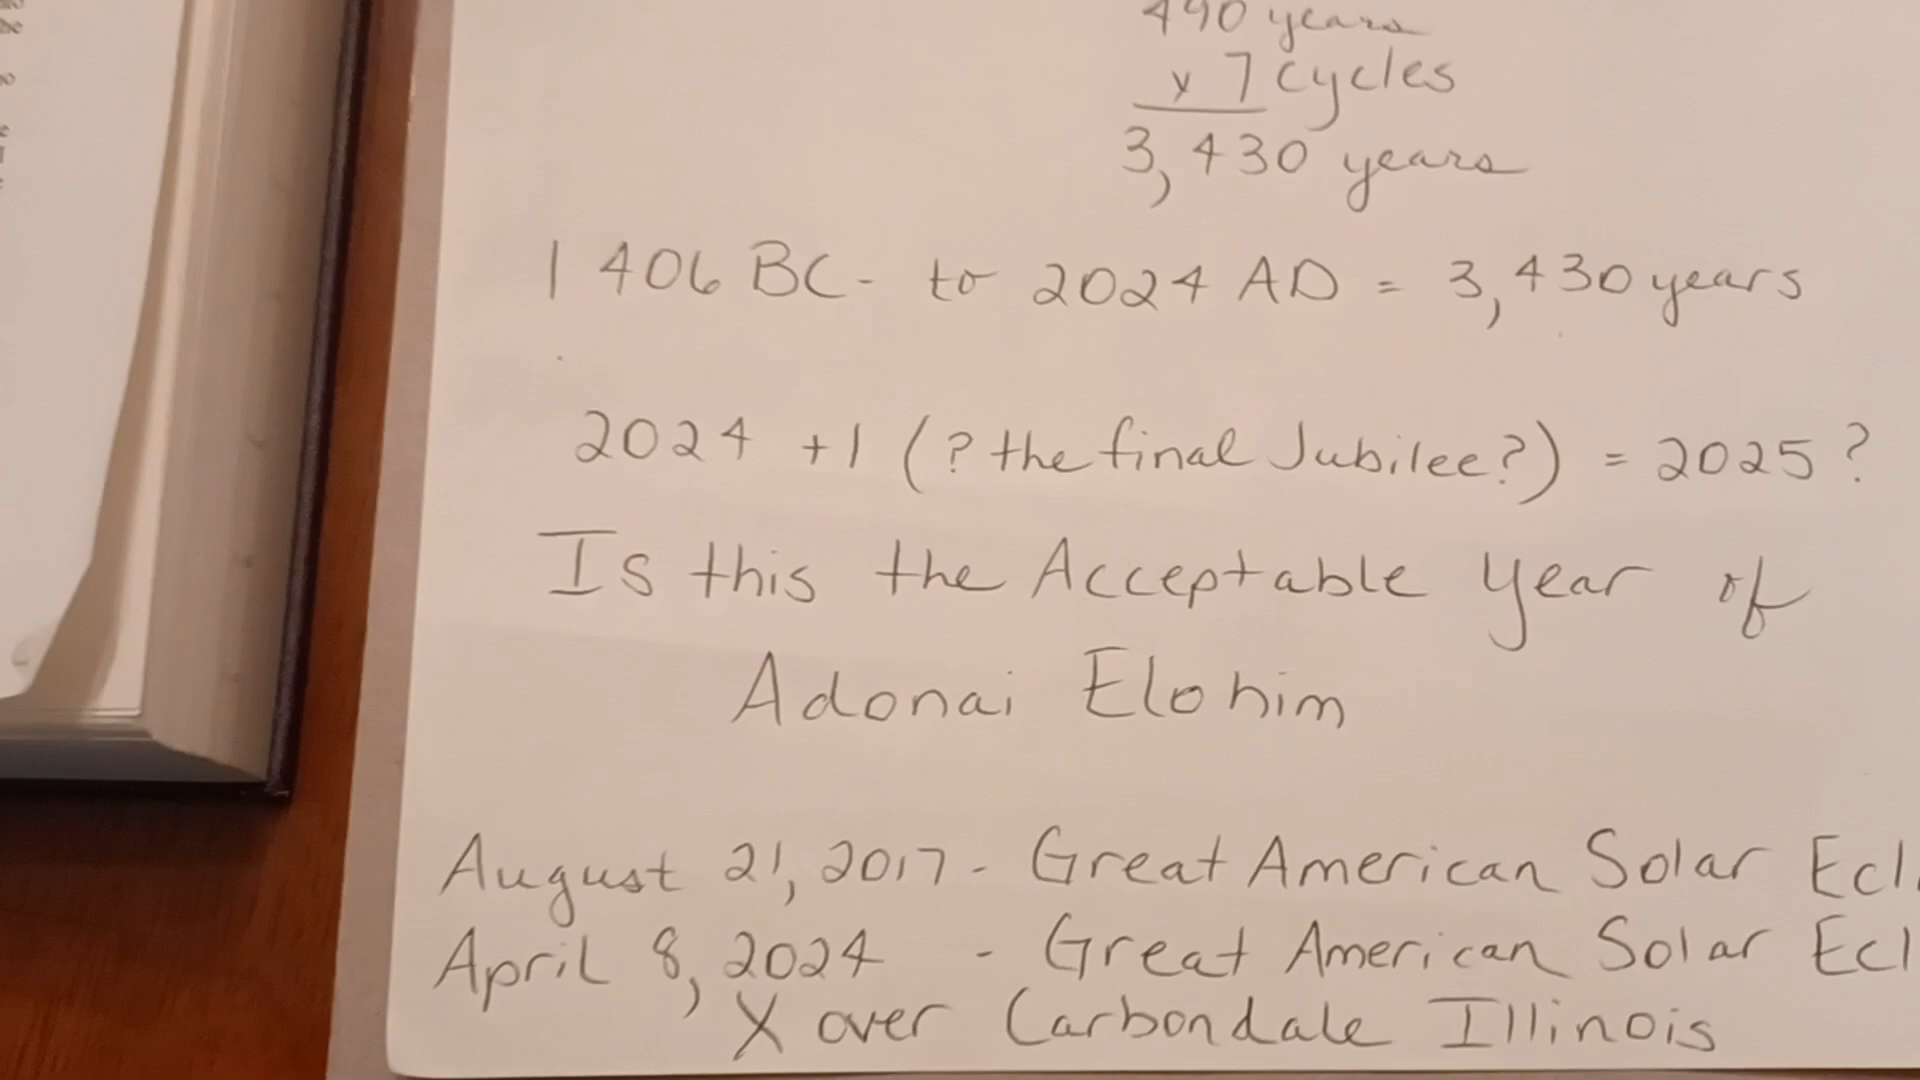 490 years
x 7 cycles
3,430 years
1406 BC - to 2024 AD = 3,430 years
2024 +1 (? the final Jubilee?) = 2025?
Is this the Acceptable year of
Adonai Elohim
August 21, 2017 - Great American Solar Ecl
April 8, 2024 - Great American Solar Ecl
X over Carbondale Illinois